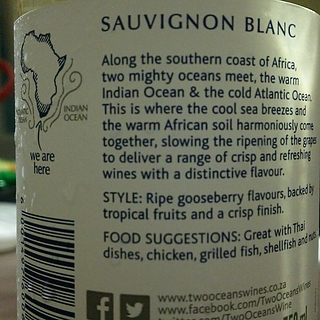 SAUVIGNON BLANC
Along the southern coast of Africa,
two mighty oceans meet, the warm
Indian Ocean & the cold Atlantic Ocean.
This is where the cool sea breezes and
the warm African soil harmoniously come
together, slowing the ripening of the grapes
to deliver a range of crisp and refreshing
wines with a distinctive flavour.
INDIAN
OCEAN
we are
here
STYLE: Ripe gooseberry flavours, backed by
tropical fruits and a crisp finish.
FOOD SUGGESTIONS: Great with Thai
dishes, chicken, grilled fish, shellfish and nuts
www.twooceanswines.co.za
www.facebook.com/TwoOceansWines